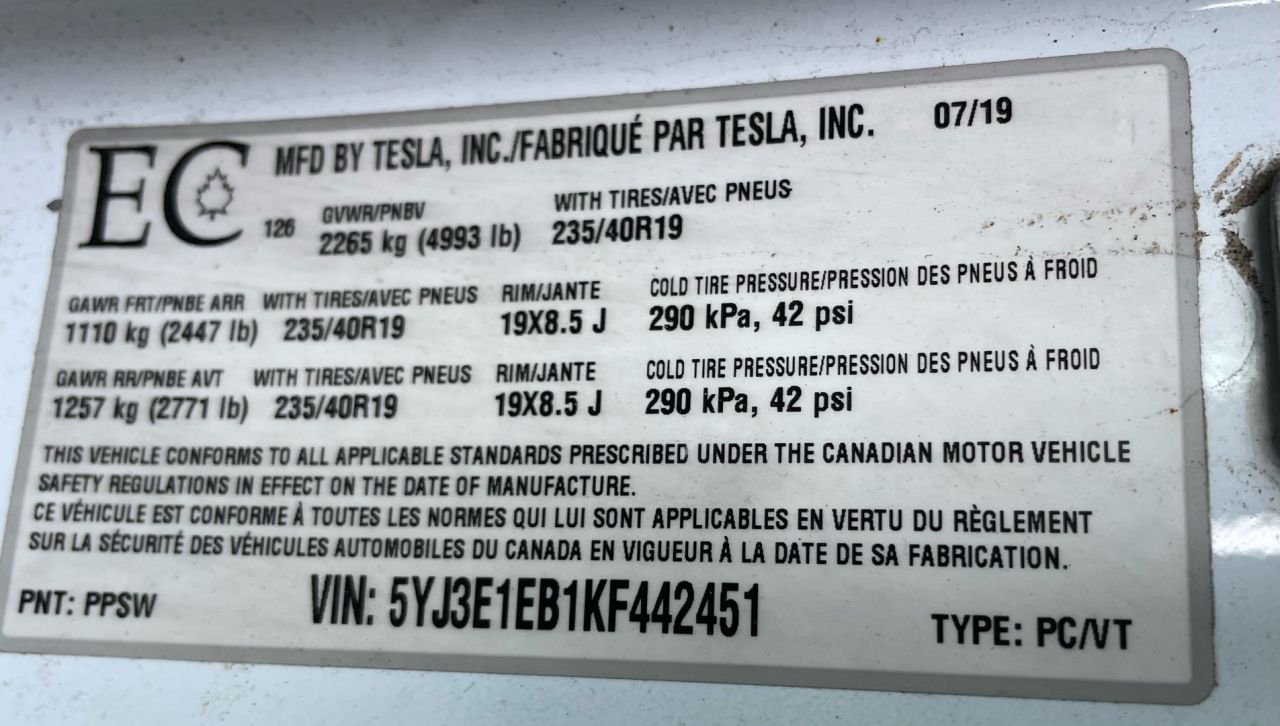 EC MFD BY TESLA, INC./FABRIQUÉ PAR TESLA, INC. 07/19
126 GVWR/PNBV WITH TIRES/AVEC PNEUS
2265 kg (4993 lb) 235/40R19
GAWR FRT/PNBE ARR WITH TIRES/AVEC PNEUS RIM/JANTE COLD TIRE PRESSURE/PRESSION DES PNEUS À FROID
1110 kg (2447 lb) 235/40R19 19X8.5 J 290 kPa, 42 psi
GAWR RR/PNBE AVT WITH TIRES/AVEC PNEUS RIM/JANTE COLD TIRE PRESSURE/PRESSION DES PNEUS À FROID
1257 kg (2771 lb) 235/40R19 19X8.5 J 290 kPa, 42 psi
THIS VEHICLE CONFORMS TO ALL APPLICABLE STANDARDS PRESCRIBED UNDER THE CANADIAN MOTOR VEHICLE
SAFETY REGULATIONS IN EFFECT ON THE DATE OF MANUFACTURE.
CE VÉHICULE EST CONFORME À TOUTES LES NORMES QUI LUI SONT APPLICABLES EN VERTU DU RÈGLEMENT
SUR LA SÉCURITÉ DES VÉHICULES AUTOMOBILES DU CANADA EN VIGUEUR À LA DATE DE SA FABRICATION.
PNT: PPSW VIN: 5YJ3E1EB1KF442451 TYPE: PC/VT